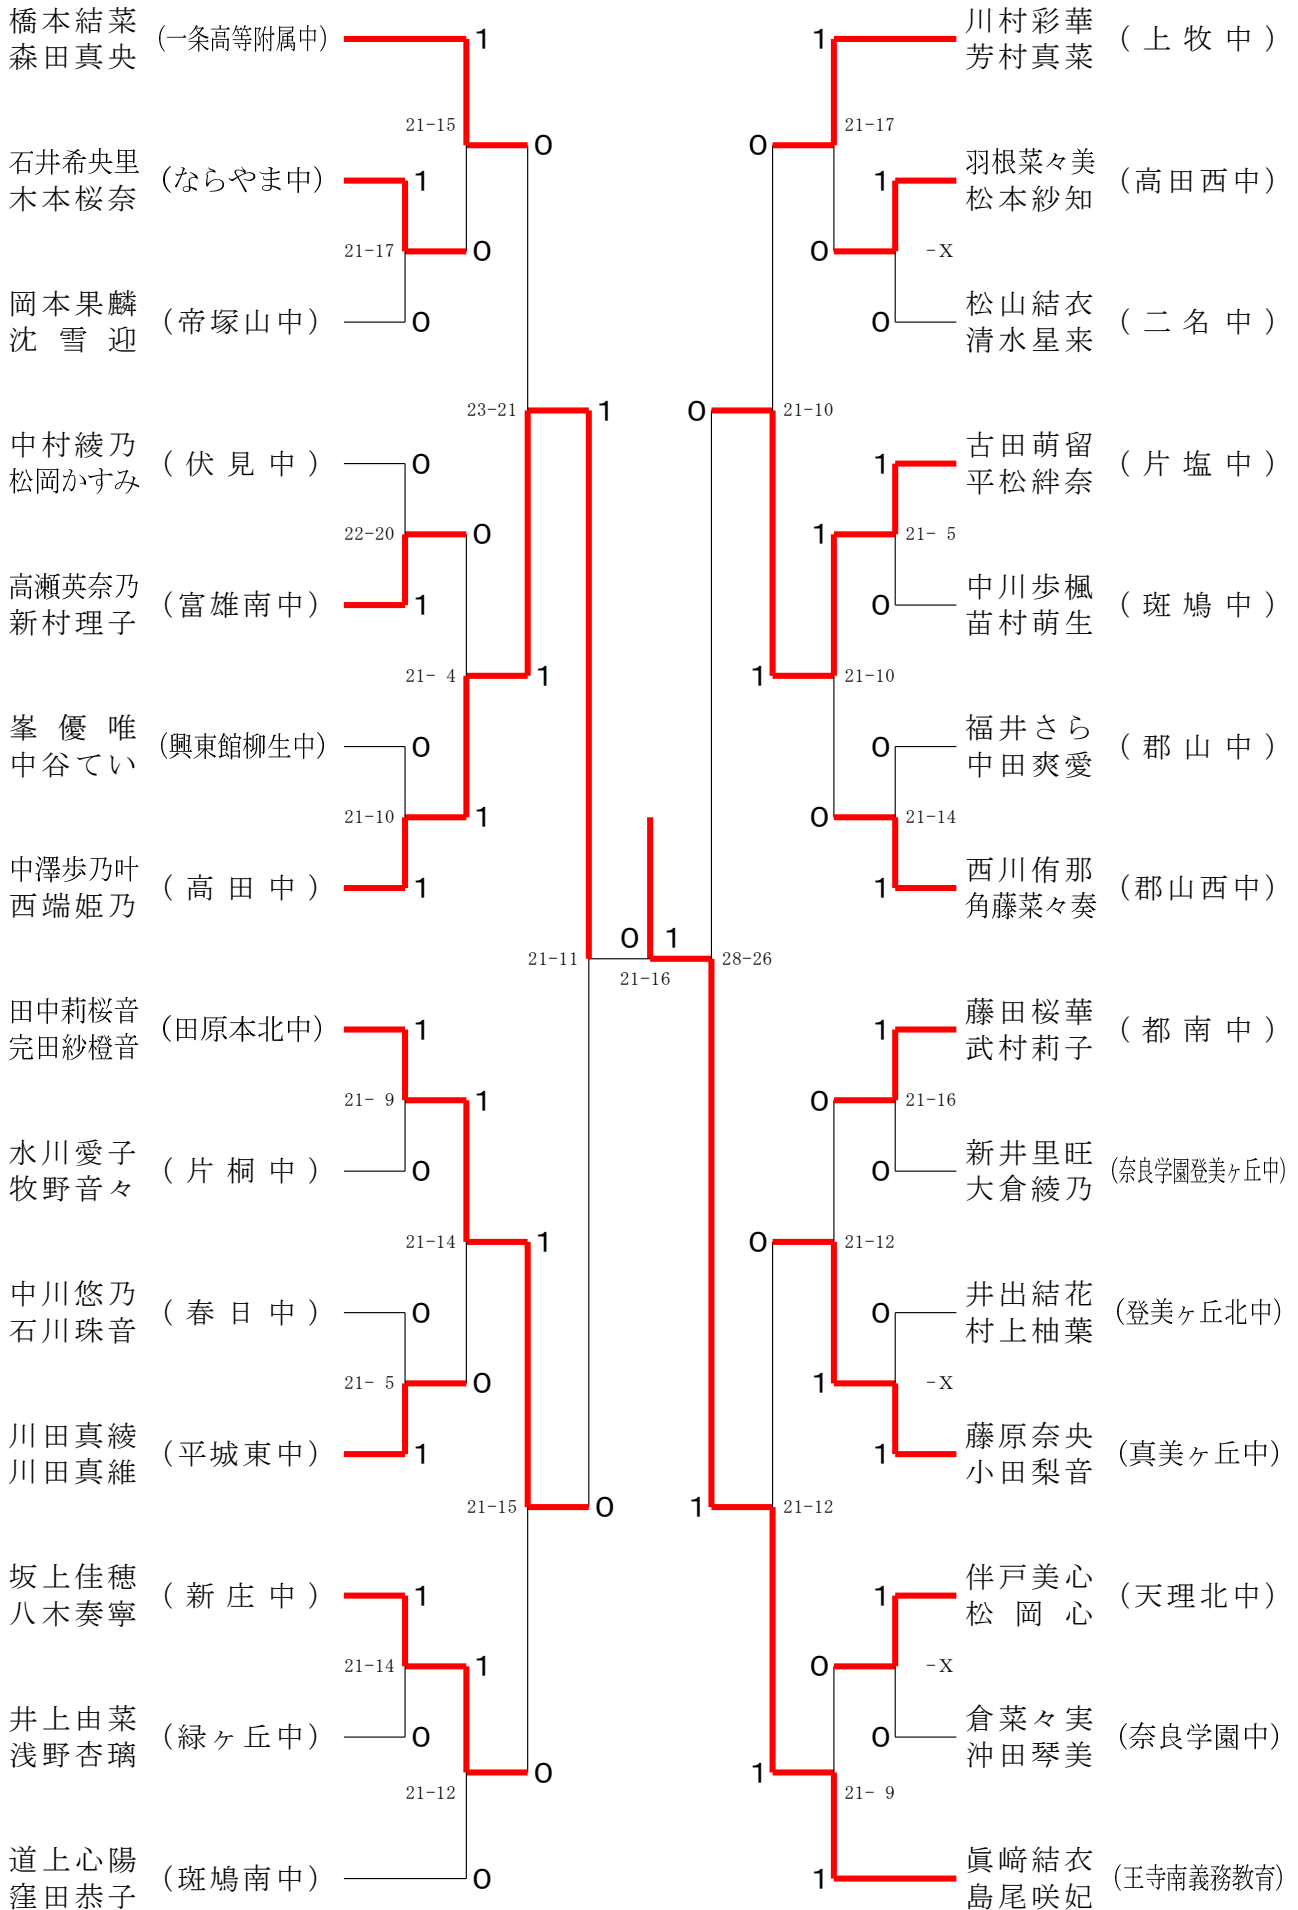 橋本結菜
森田真央
(一条高等附属中)
1
21-15
0
石井希央里
木本桜奈
(ならやま中)
1
21-17
0
岡本果麟
沈雪迎
(帝塚山中)
0
23-21
1
中村綾乃
松岡かすみ
(伏見中)
0
22-20
0
高瀬英奈乃
新村理子
(富雄南中)
1
21- 4
1
峯優唯
中谷てい
(興東館柳生中)
0
21-10
1
中澤歩乃叶
西端姫乃
(高田中)
1
21-11
0
1
21-16
28-26
田中莉桜音
完田紗橙音
(田原本北中)
1
21- 9
1
水川愛子
牧野音々
(片桐中)
0
21-14
1
中川悠乃
石川珠音
(春日中)
0
21- 5
0
川田真綾
川田真維
(平城東中)
1
21-15
0
坂上佳穂
八木奏寧
(新庄中)
1
21-14
1
井上由菜
浅野杏璃
(緑ヶ丘中)
0
21-12
0
道上心陽
窪田恭子
(斑鳩南中)
0
1
川村彩華
芳村真菜
(上牧中)
0
21-17
1
羽根菜々美
松本紗知
(高田西中)
0
-X
0
松山結衣
清水星来
(二名中)
0
21-10
1
古田萌留
平松絆奈
(片塩中)
1
21- 5
0
中川歩楓
苗村萌生
(斑鳩中)
1
21-10
0
福井さら
中田爽愛
(郡山中)
0
21-14
1
西川侑那
角藤菜々奏
(郡山西中)
1
藤田桜華
武村莉子
(都南中)
0
21-16
0
新井里旺
大倉綾乃
(奈良学園登美ヶ丘中)
0
21-12
0
井出結花
村上柚葉
(登美ヶ丘北中)
1
-X
1
藤原奈央
小田梨音
(真美ヶ丘中)
1
21-12
1
伴戸美心
松岡心
(天理北中)
0
-X
0
倉菜々実
沖田琴美
(奈良学園中)
1
21- 9
1
眞﨑結衣
島尾咲妃
(王寺南義務教育)